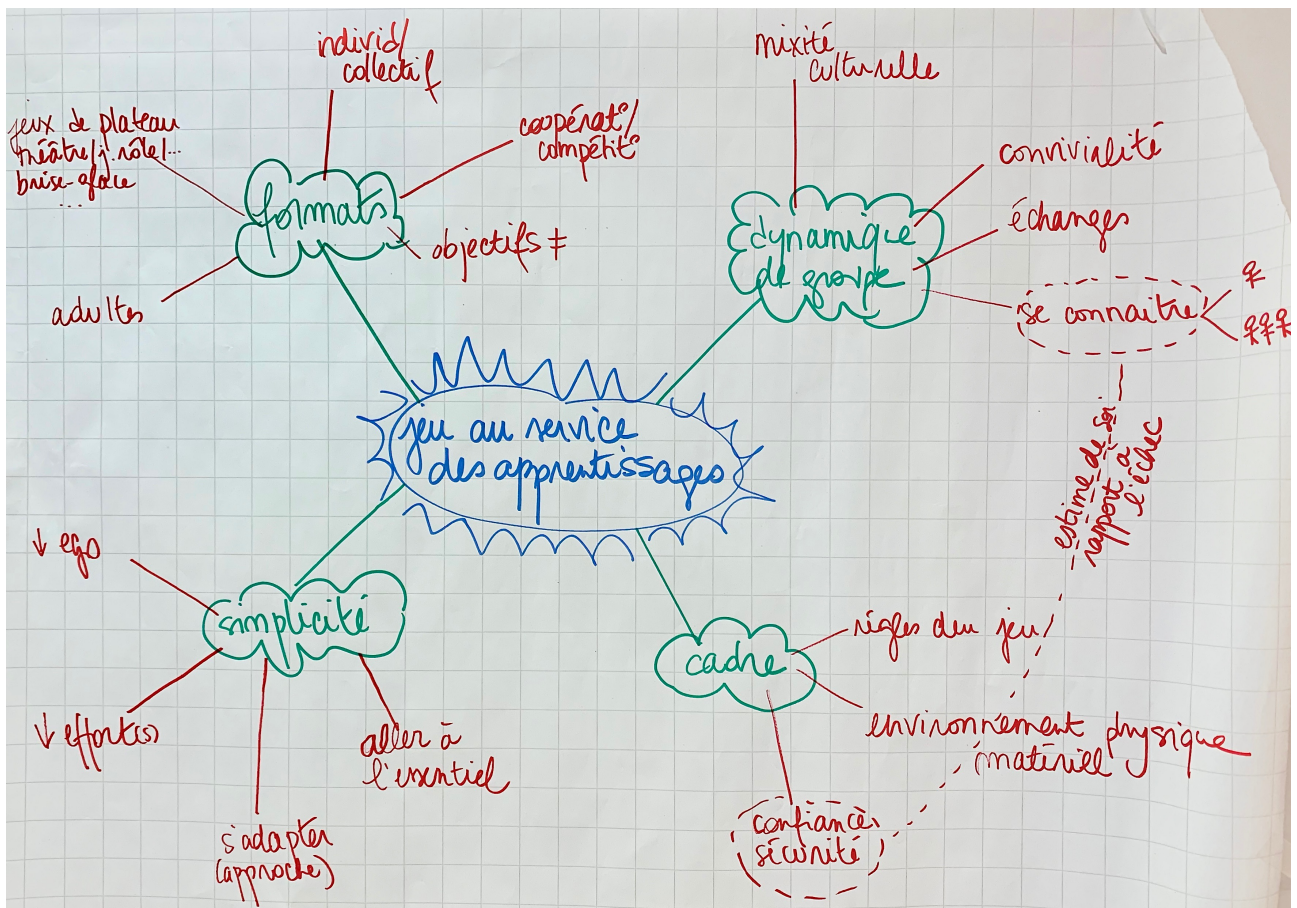 individ/
collectif
jeux de plateau
théâtre/j.rôle/...
brise-glace
...
coopérat°/
compétit°
formats
objectifs ≠
adultes
mixité
culturelle
convivialité
échanges
dynamique
de groupe
se connaitre
jeu au service
des apprentissages
estime de soi
rapport à
l'échec
↓ ego
simplicité
↓ effort(s)
s'adapter
(approche)
aller à
l'essentiel
cadre
règles du jeu
environnement physique
/matériel
confiance
sécurité